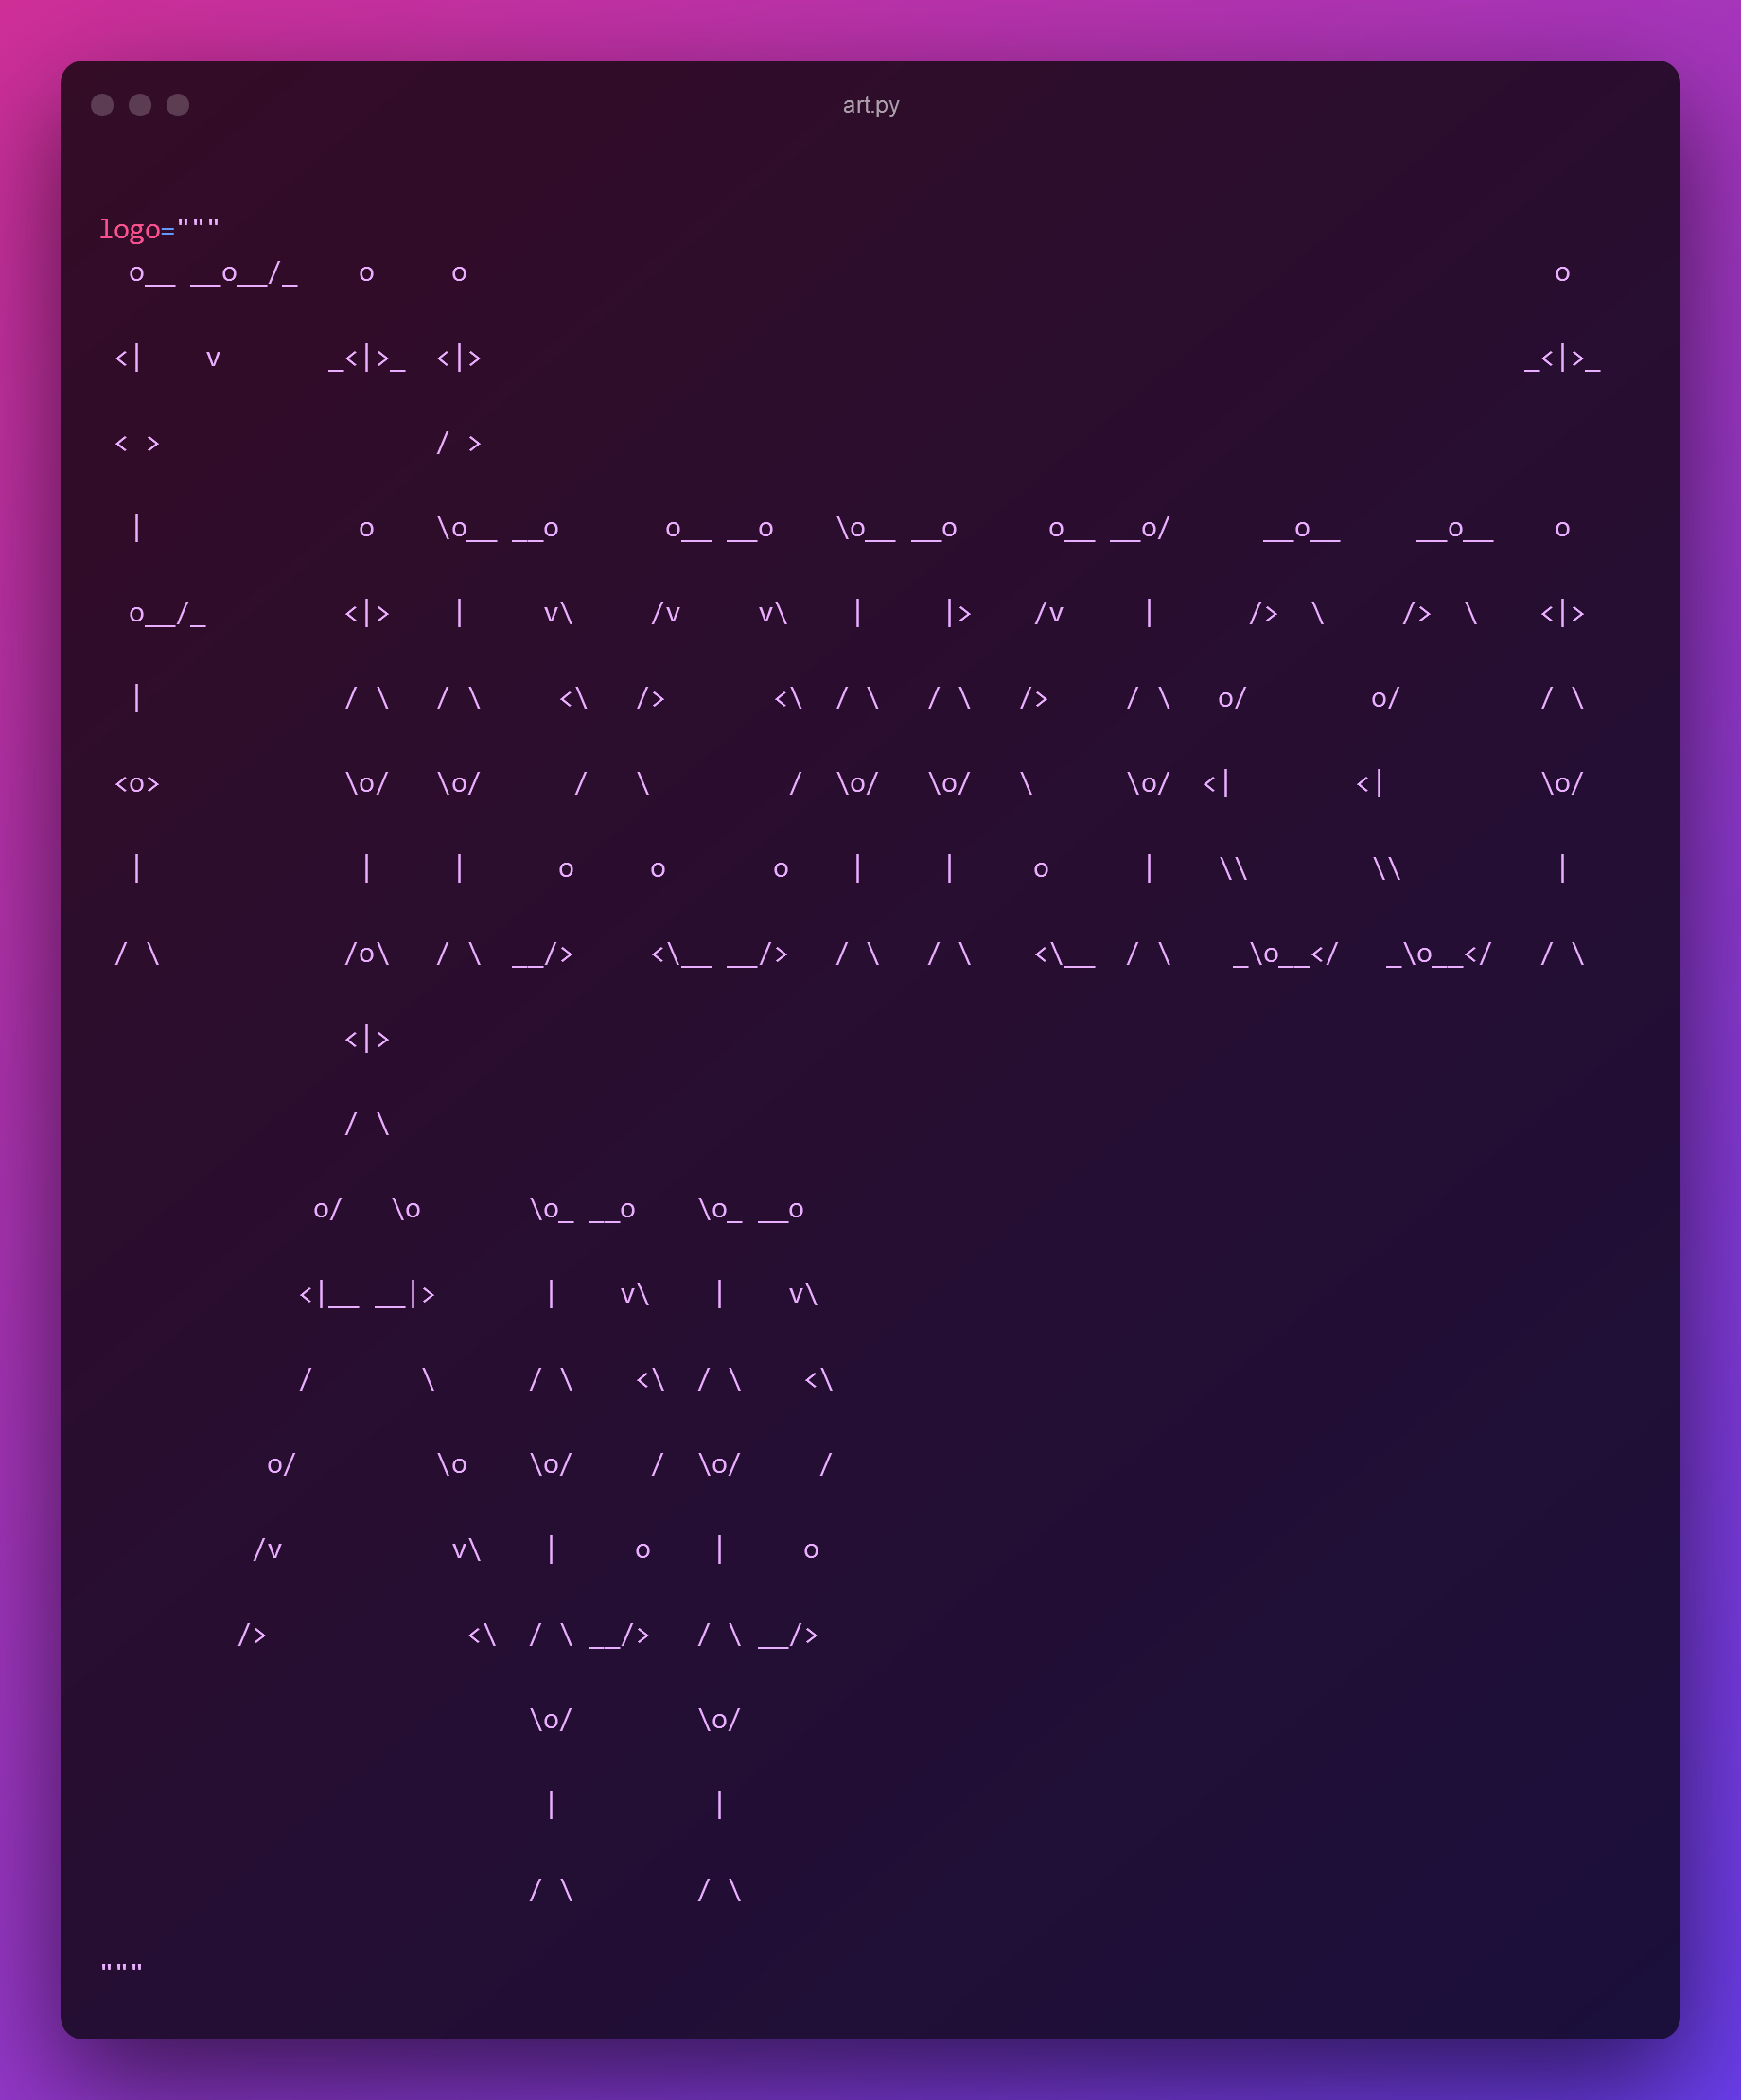 art.py
logo="""
  o__ __o__/_    o     o                                                                       o
 <|    v       _<|>_  <|>                                                                    _<|>_
 < >                  / >
  |              o    \o__ __o       o__ __o    \o__ __o      o__ __o/      __o__     __o__    o
  o__/_         <|>    |     v\     /v     v\    |     |>    /v     |      />  \     />  \    <|>
  |             / \   / \     <\   />       <\  / \   / \   />     / \   o/        o/         / \
 <o>            \o/   \o/      /   \         /  \o/   \o/   \      \o/  <|        <|          \o/
  |              |     |      o     o       o    |     |     o      |    \\        \\          |
 / \            /o\   / \  __/>     <\__ __/>   / \   / \    <\__  / \    _\o__</   _\o__</   / \
                <|>
                / \
              o/   \o       \o_ __o    \o_ __o
             <|__ __|>       |    v\    |    v\
             /       \      / \    <\  / \    <\
           o/         \o    \o/     /  \o/     /
          /v           v\    |     o    |     o
         />             <\  / \ __/>   / \ __/>
                            \o/        \o/
                             |          |
                            / \        / \
"""